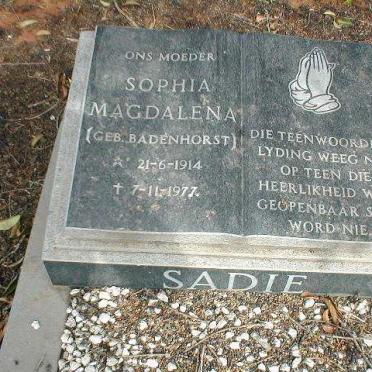 ONS MOEDER
SOPHIA
MAGDALENA
(GEB. BADENHORST)
* 21-6-1914
✝ 7-11-1977.
DIE TEENWOORDI
LYDING WEEG N
OP TEEN DIE
HEERLIKHEID W
GEOPENBAAR S
WORD NIE.
SADIE